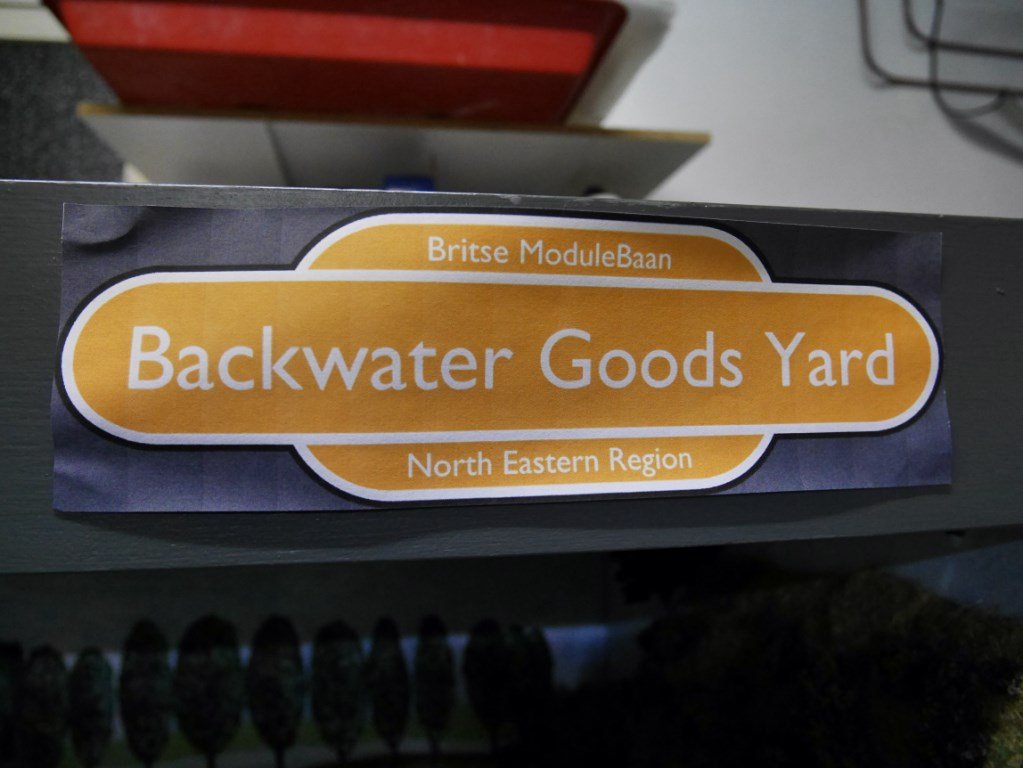 Britse ModuleBaan
Backwater Goods Yard
North Eastern Region